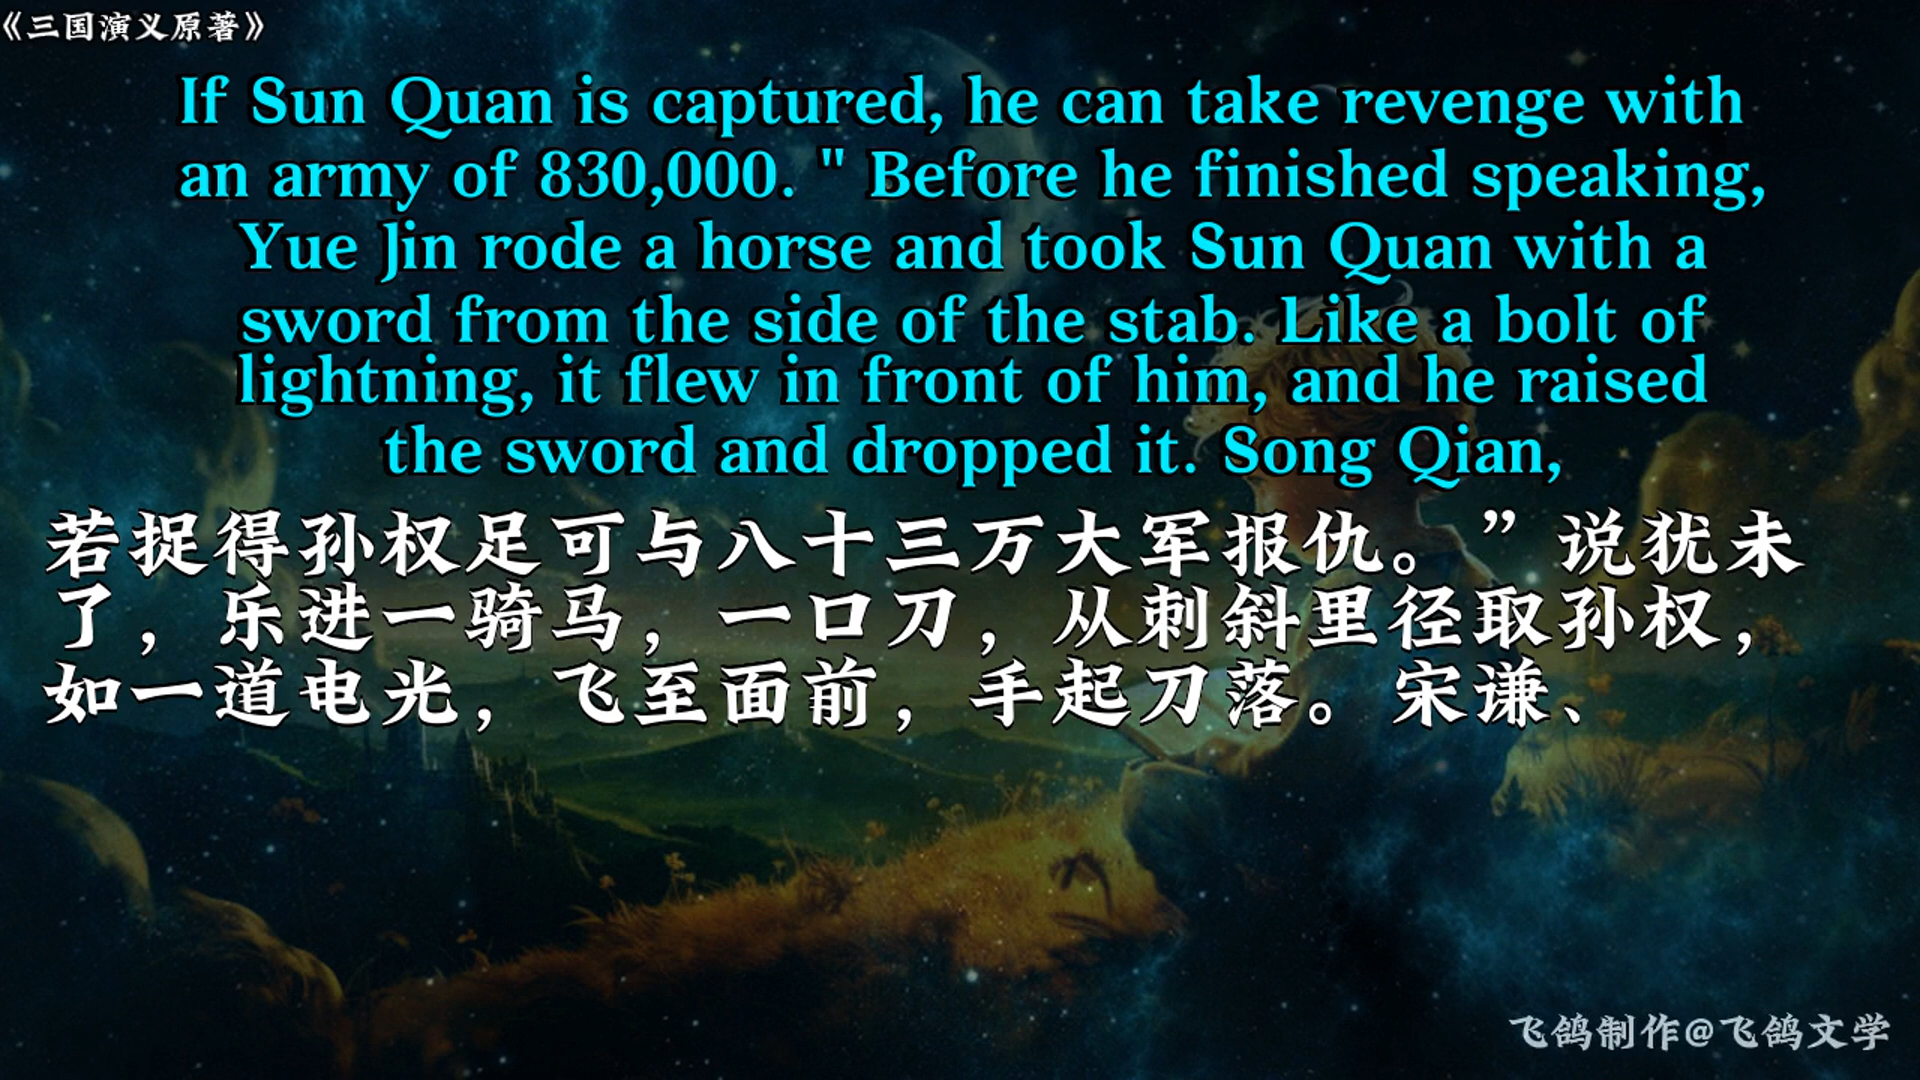 《三国演义原著》
If Sun Quan is captured, he can take revenge with
an army of 830,000. " Before he finished speaking,
Yue Jin rode a horse and took Sun Quan with a
sword from the side of the stab. Like a bolt of
lightning, it flew in front of him, and he raised
the sword and dropped it. Song Qian,
若捉得孙权足可与八十三万大军报仇。”说犹未
了，乐进一骑马，一口刀，从刺斜里径取孙权，
如一道电光，飞至面前，手起刀落。宋谦、
飞鸽制作@飞鸽文学